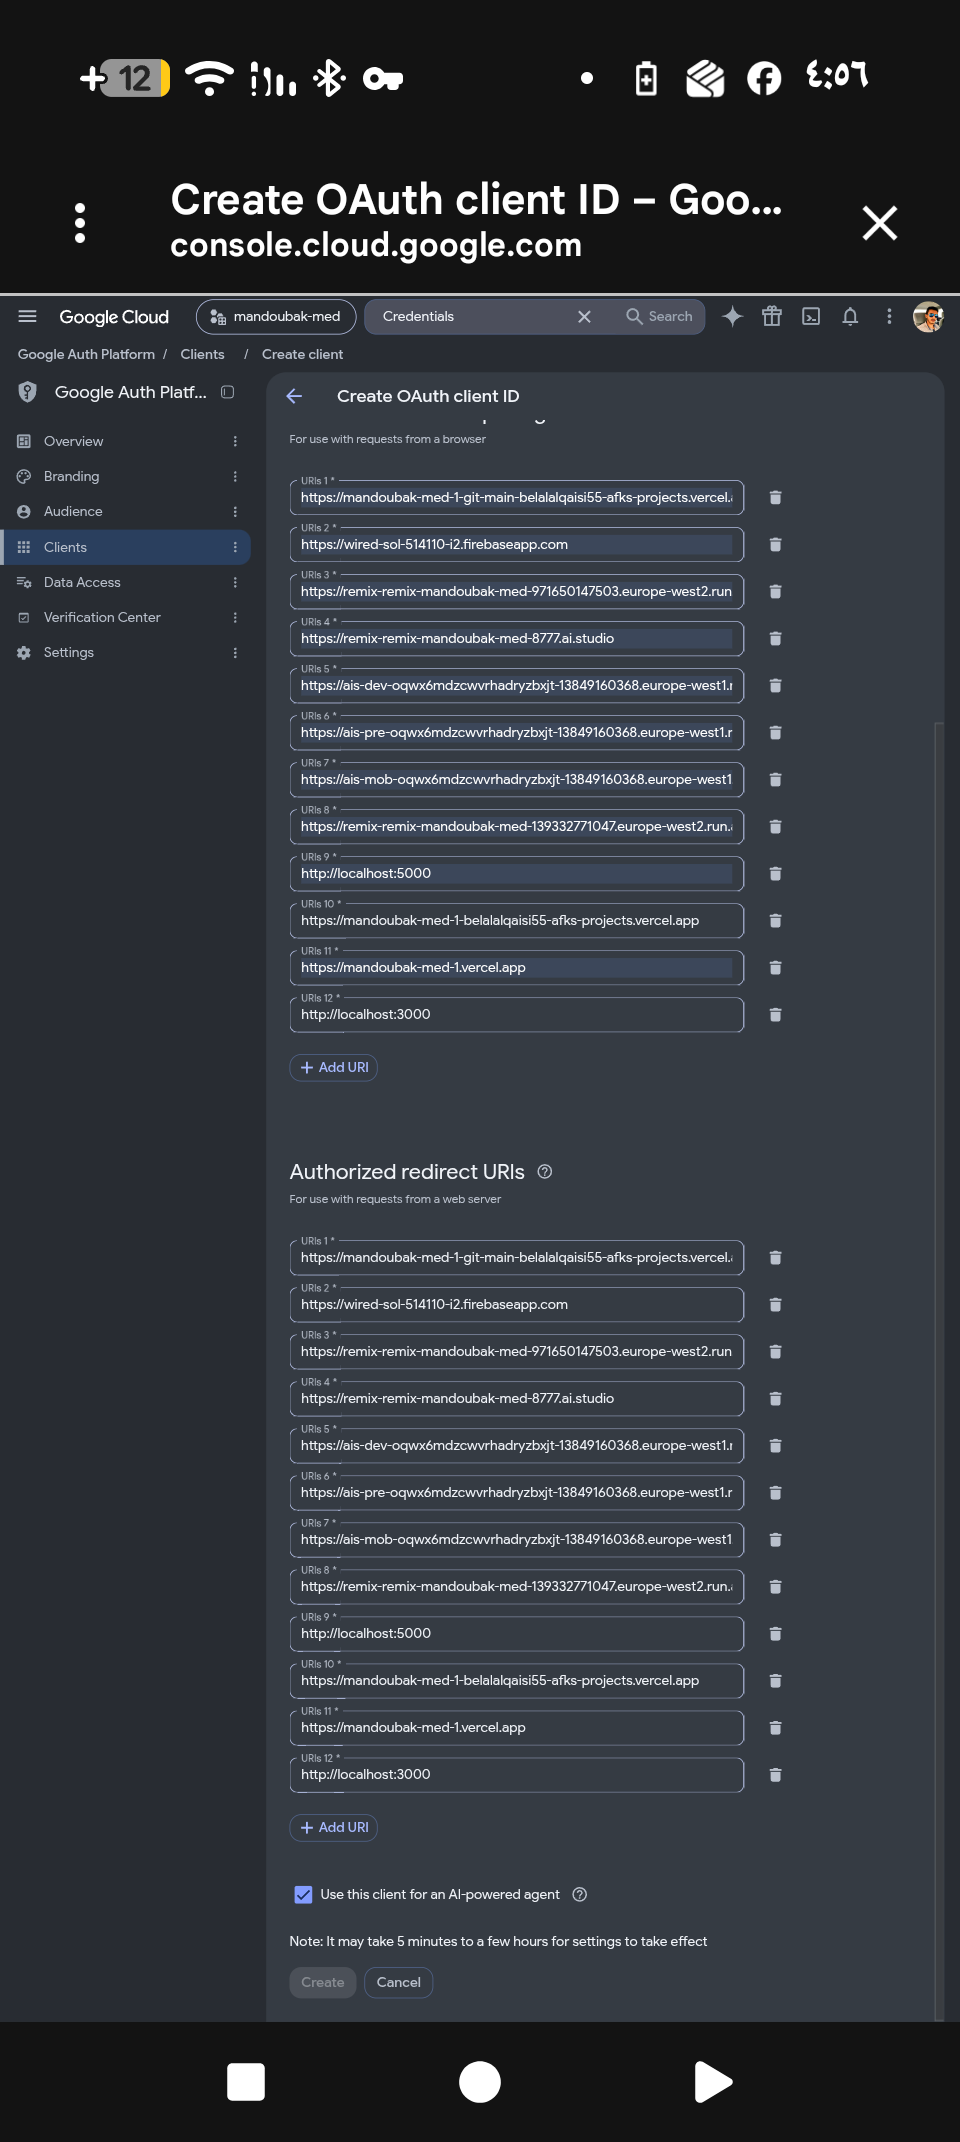 12
٤:٥٦
Create OAuth client ID – Goo...
console.cloud.google.com
Google Cloud
mandoubak-med
Credentials
Search
Google Auth Platform / Clients / Create client
Google Auth Platf...
Create OAuth client ID
Overview
Branding
Audience
Clients
Data Access
Verification Center
Settings
For use with requests from a browser
URIs 1 *
https://mandoubak-med-1-git-main-belalalqaisi55-afks-projects.vercel.
URIs 2 *
https://wired-sol-514110-i2.firebaseapp.com
URIs 3 *
https://remix-remix-mandoubak-med-971650147503.europe-west2.run
URIs 4 *
https://remix-remix-mandoubak-med-8777.ai.studio
URIs 5 *
https://ais-dev-oqwx6mdzcwvrhadryzbxjt-13849160368.europe-west1.r
URIs 6 *
https://ais-pre-oqwx6mdzcwvrhadryzbxjt-13849160368.europe-west1.r
URIs 7 *
https://ais-mob-oqwx6mdzcwvrhadryzbxjt-13849160368.europe-west1.
URIs 8 *
https://remix-remix-mandoubak-med-139332771047.europe-west2.run.
URIs 9 *
http://localhost:5000
URIs 10 *
https://mandoubak-med-1-belalalqaisi55-afks-projects.vercel.app
URIs 11 *
https://mandoubak-med-1.vercel.app
URIs 12 *
http://localhost:3000
+ Add URI
Authorized redirect URIs
For use with requests from a web server
URIs 1 *
https://mandoubak-med-1-git-main-belalalqaisi55-afks-projects.vercel.
URIs 2 *
https://wired-sol-514110-i2.firebaseapp.com
URIs 3 *
https://remix-remix-mandoubak-med-971650147503.europe-west2.run
URIs 4 *
https://remix-remix-mandoubak-med-8777.ai.studio
URIs 5 *
https://ais-dev-oqwx6mdzcwvrhadryzbxjt-13849160368.europe-west1.r
URIs 6 *
https://ais-pre-oqwx6mdzcwvrhadryzbxjt-13849160368.europe-west1.r
URIs 7 *
https://ais-mob-oqwx6mdzcwvrhadryzbxjt-13849160368.europe-west1.
URIs 8 *
https://remix-remix-mandoubak-med-139332771047.europe-west2.run.
URIs 9 *
http://localhost:5000
URIs 10 *
https://mandoubak-med-1-belalalqaisi55-afks-projects.vercel.app
URIs 11 *
https://mandoubak-med-1.vercel.app
URIs 12 *
http://localhost:3000
+ Add URI
Use this client for an AI-powered agent
Note: It may take 5 minutes to a few hours for settings to take effect
Create
Cancel